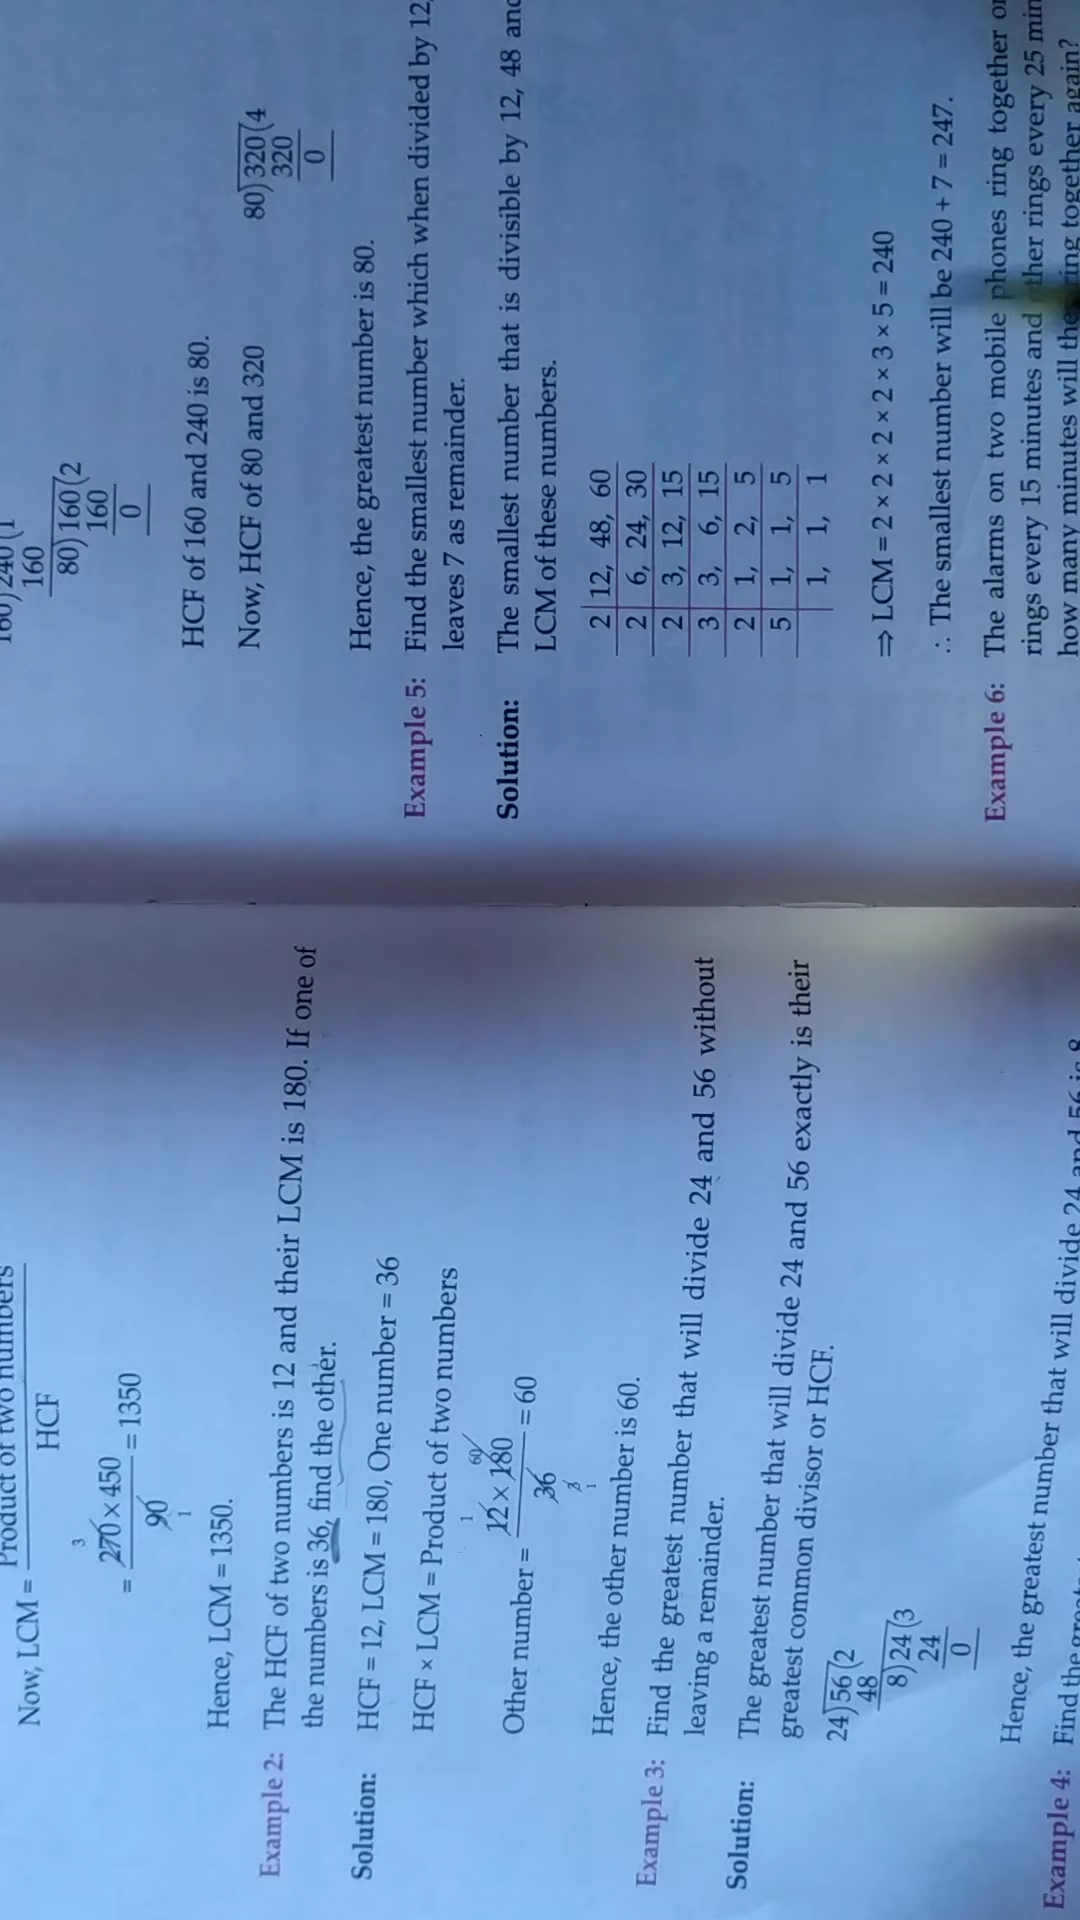 Now, LCM = Product of two numbers
HCF
= 270 × 450 = 1350
3
90
1
Hence, LCM = 1350.
Example 2: The HCF of two numbers is 12 and their LCM is 180. If one of
the numbers is 36, find the other.
Solution: HCF = 12, LCM = 180, One number = 36
HCF × LCM = Product of two numbers
1 60
Other number = 12 × 180 = 60
36
3
1
Hence, the other number is 60.
Example 3: Find the greatest number that will divide 24 and 56 without
leaving a remainder.
Solution: The greatest number that will divide 24 and 56 exactly is their
greatest common divisor or HCF.
24)56(2
48
8)24(3
24
0
Hence, the greatest number that will divide 24 and 56 is 8
Example 4: Find the
160)240(1
160
80)160(2
160
0
HCF of 160 and 240 is 80.
Now, HCF of 80 and 320
80)320(4
320
0
Hence, the greatest number is 80.
Example 5: Find the smallest number which when divided by 12,
leaves 7 as remainder.
Solution: The smallest number that is divisible by 12, 48 and
LCM of these numbers.
2 12, 48, 60
2 6, 24, 30
2 3, 12, 15
3 3, 6, 15
2 1, 2, 5
5 1, 1, 5
1, 1, 1
⇒ LCM = 2 × 2 × 2 × 2 × 3 × 5 = 240
∴ The smallest number will be 240 + 7 = 247.
Example 6: The alarms on two mobile phones ring together
rings every 15 minutes and other rings every 25 min
how many minutes will they ring together again?